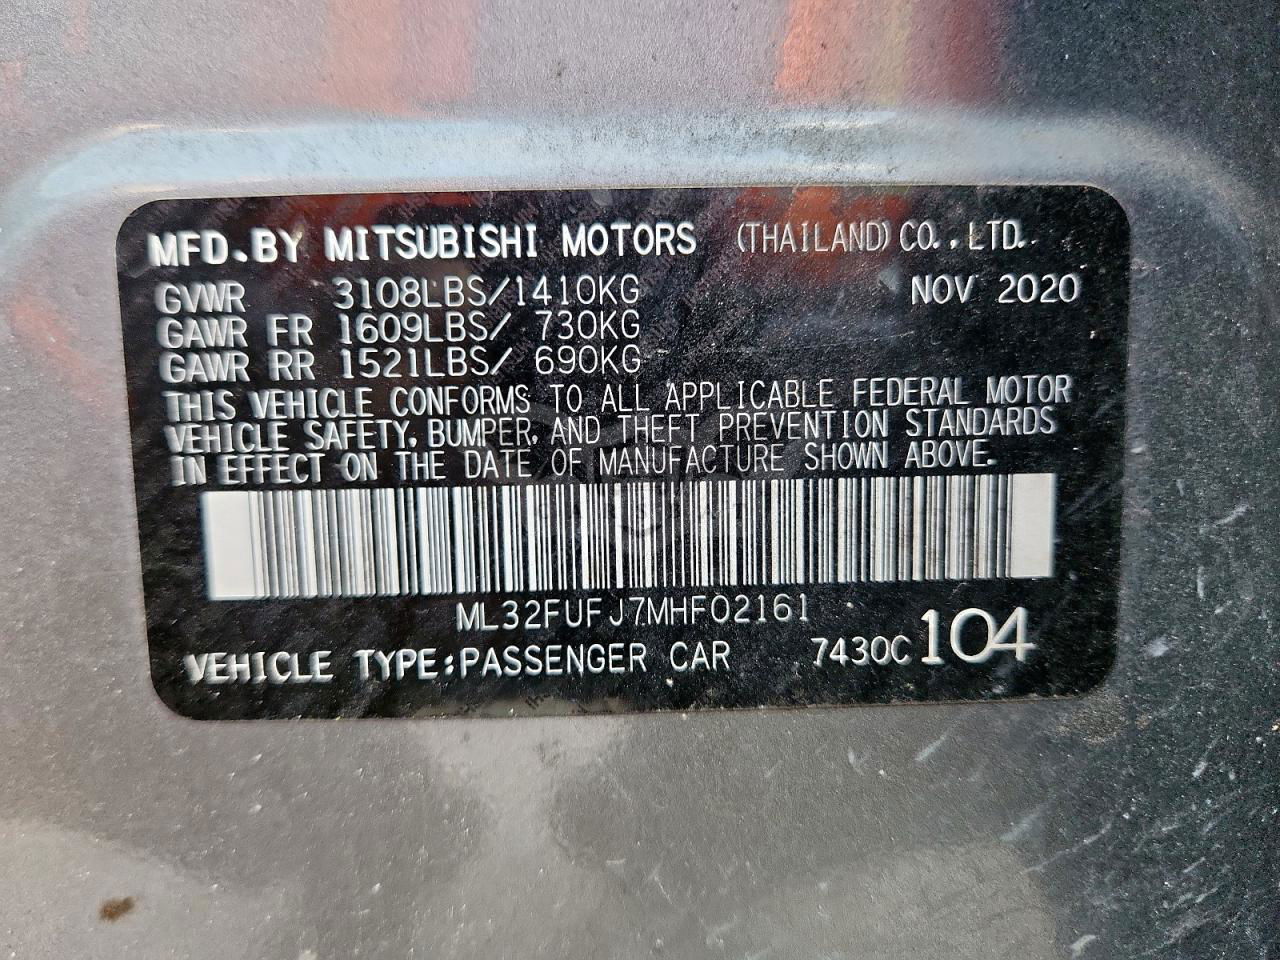 MFD.BY MITSUBISHI MOTORS (THAILAND) CO.,LTD.
GVWR 3108LBS/1410KG NOV 2020
GAWR FR 1609LBS/ 730KG
GAWR RR 1521LBS/ 690KG
THIS VEHICLE CONFORMS TO ALL APPLICABLE FEDERAL MOTOR
VEHICLE SAFETY, BUMPER, AND THEFT PREVENTION STANDARDS
IN EFFECT ON THE DATE OF MANUFACTURE SHOWN ABOVE.
ML32FUFJ7MHF02161
VEHICLE TYPE:PASSENGER CAR 7430C 104